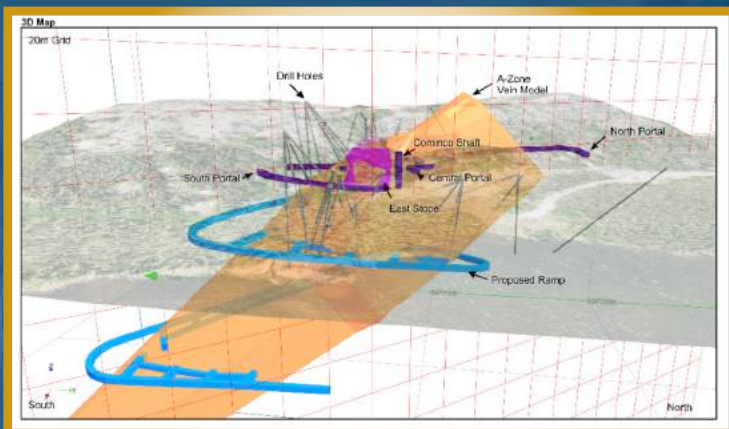 3D Map
20m Grid
Drill Holes
A-Zone
Vein Model
North Portal
Cominco Shaft
South Portal
Central Portal
East Stope
Proposed Ramp
South
North